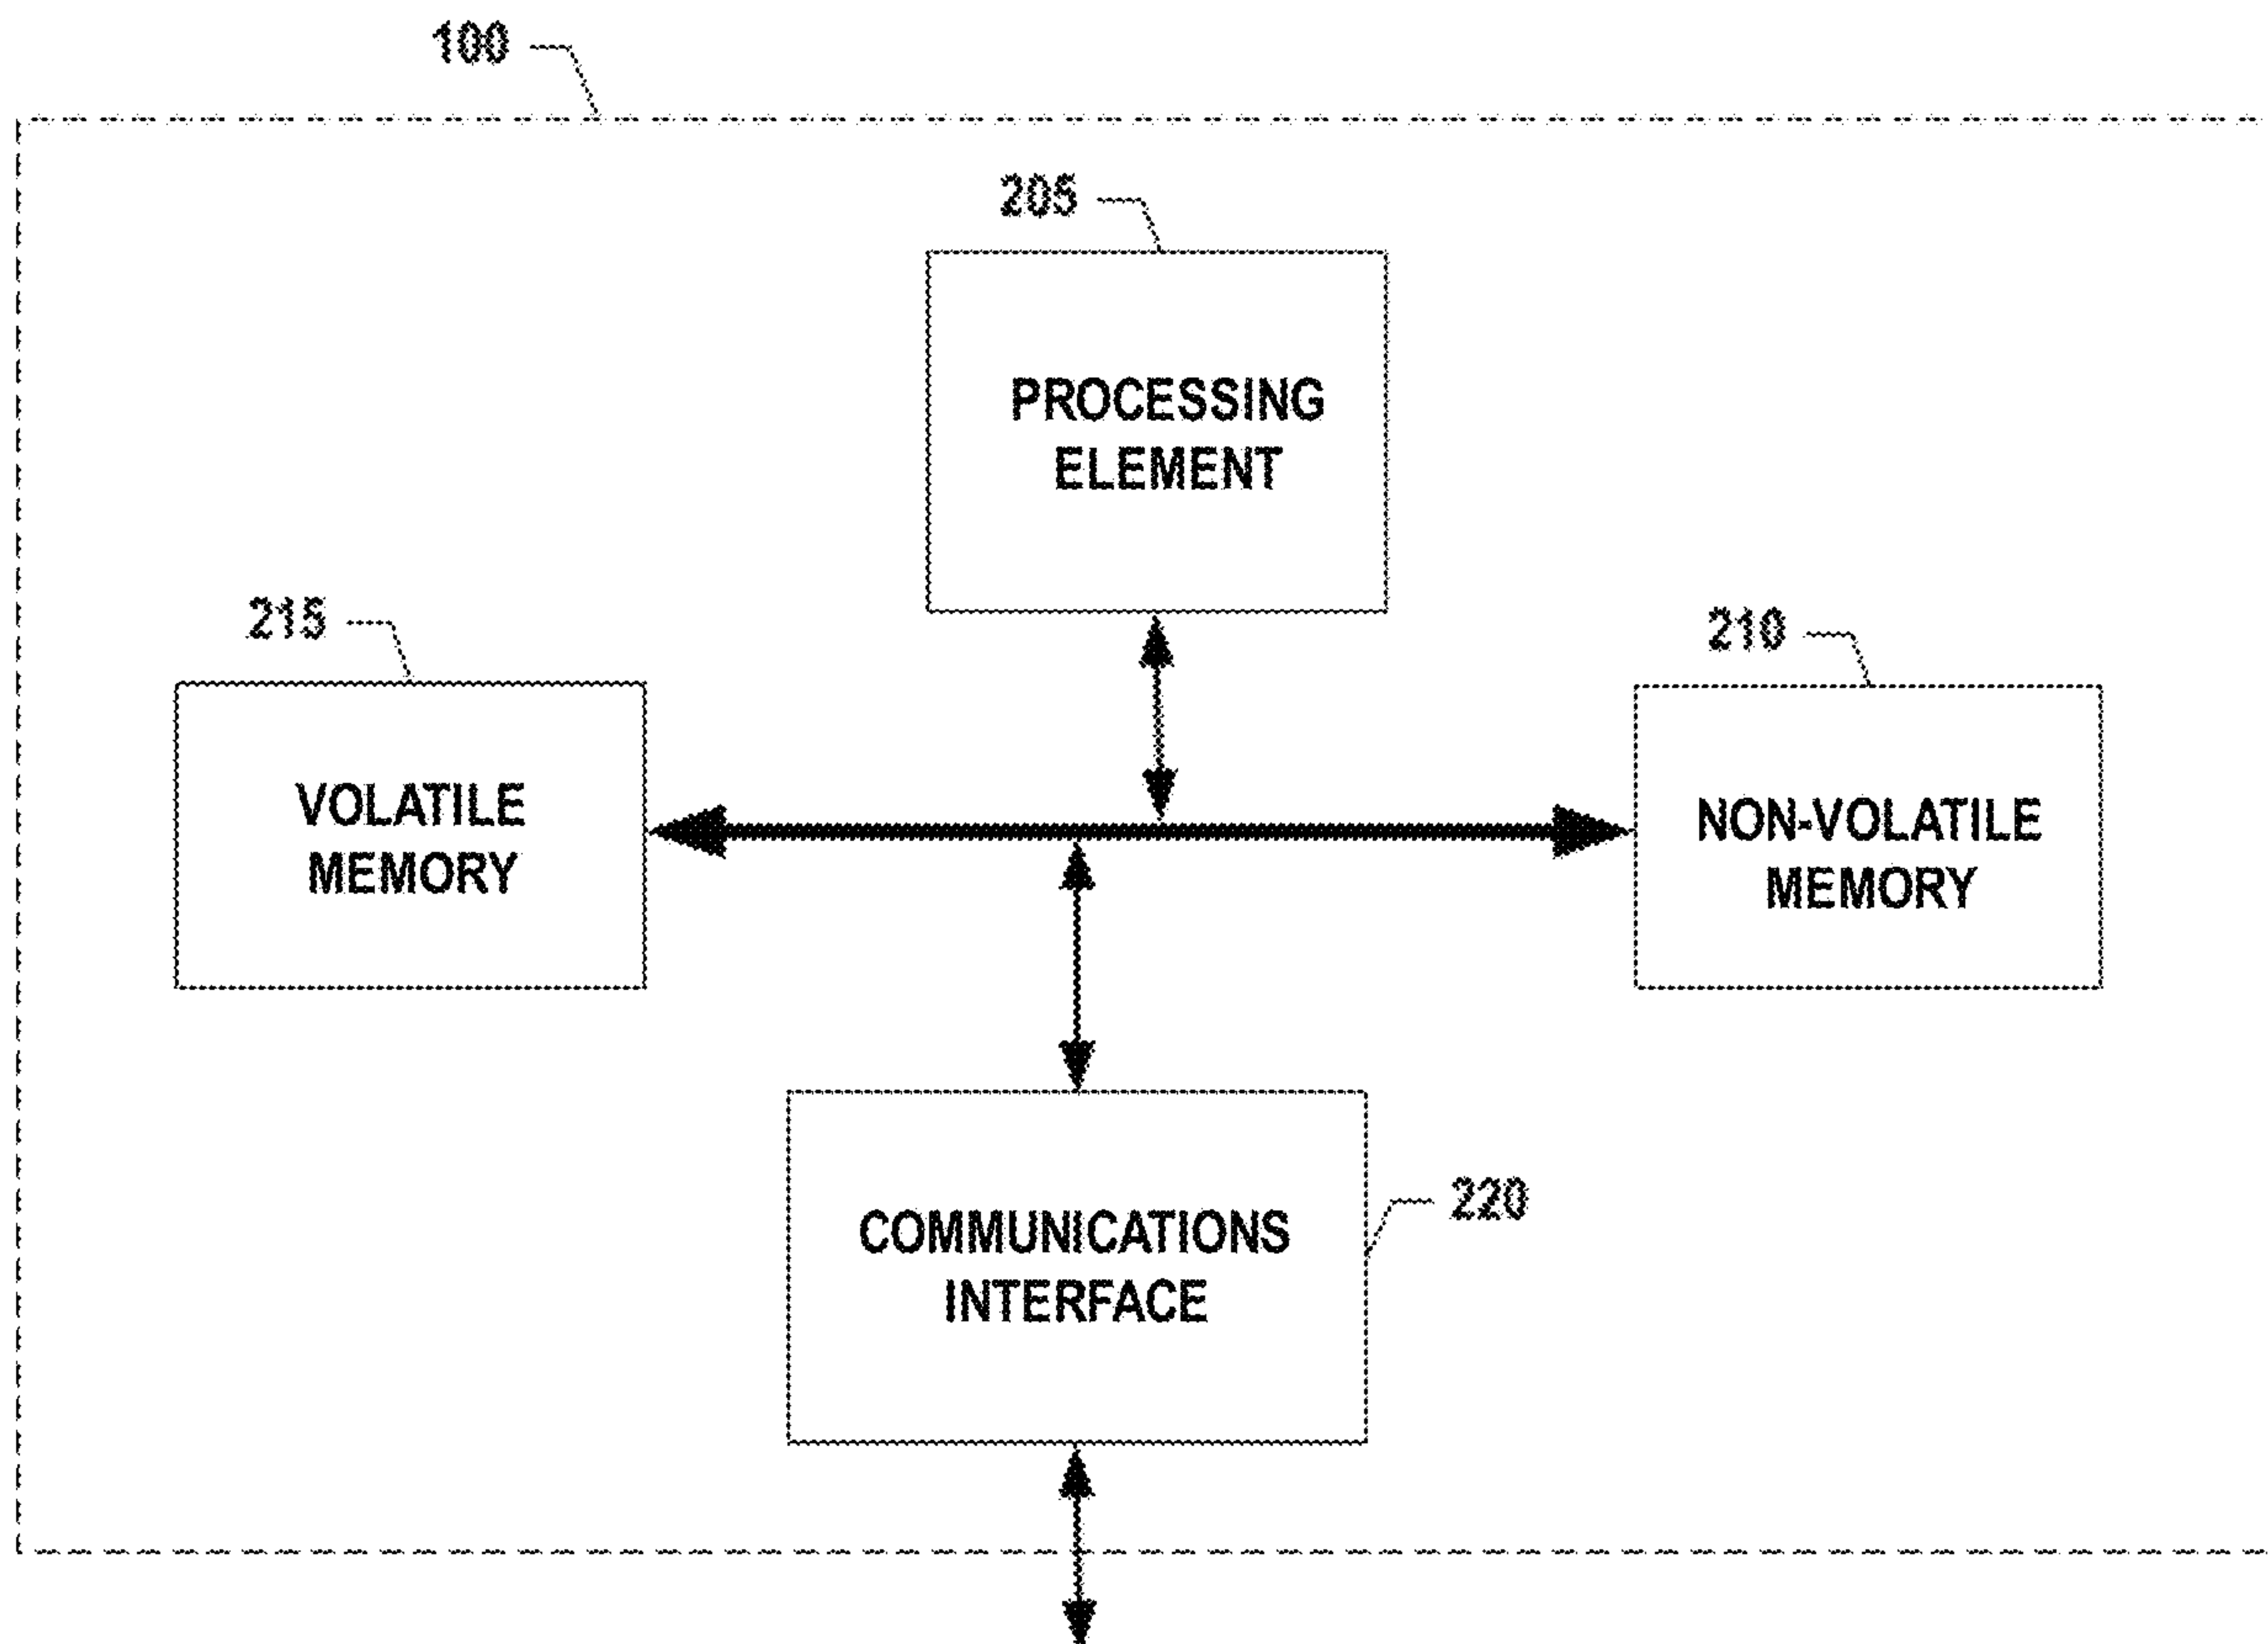 100
205
PROCESSING
ELEMENT
215
210
VOLATILE
MEMORY
NON-VOLATILE
MEMORY
COMMUNICATIONS
INTERFACE
220